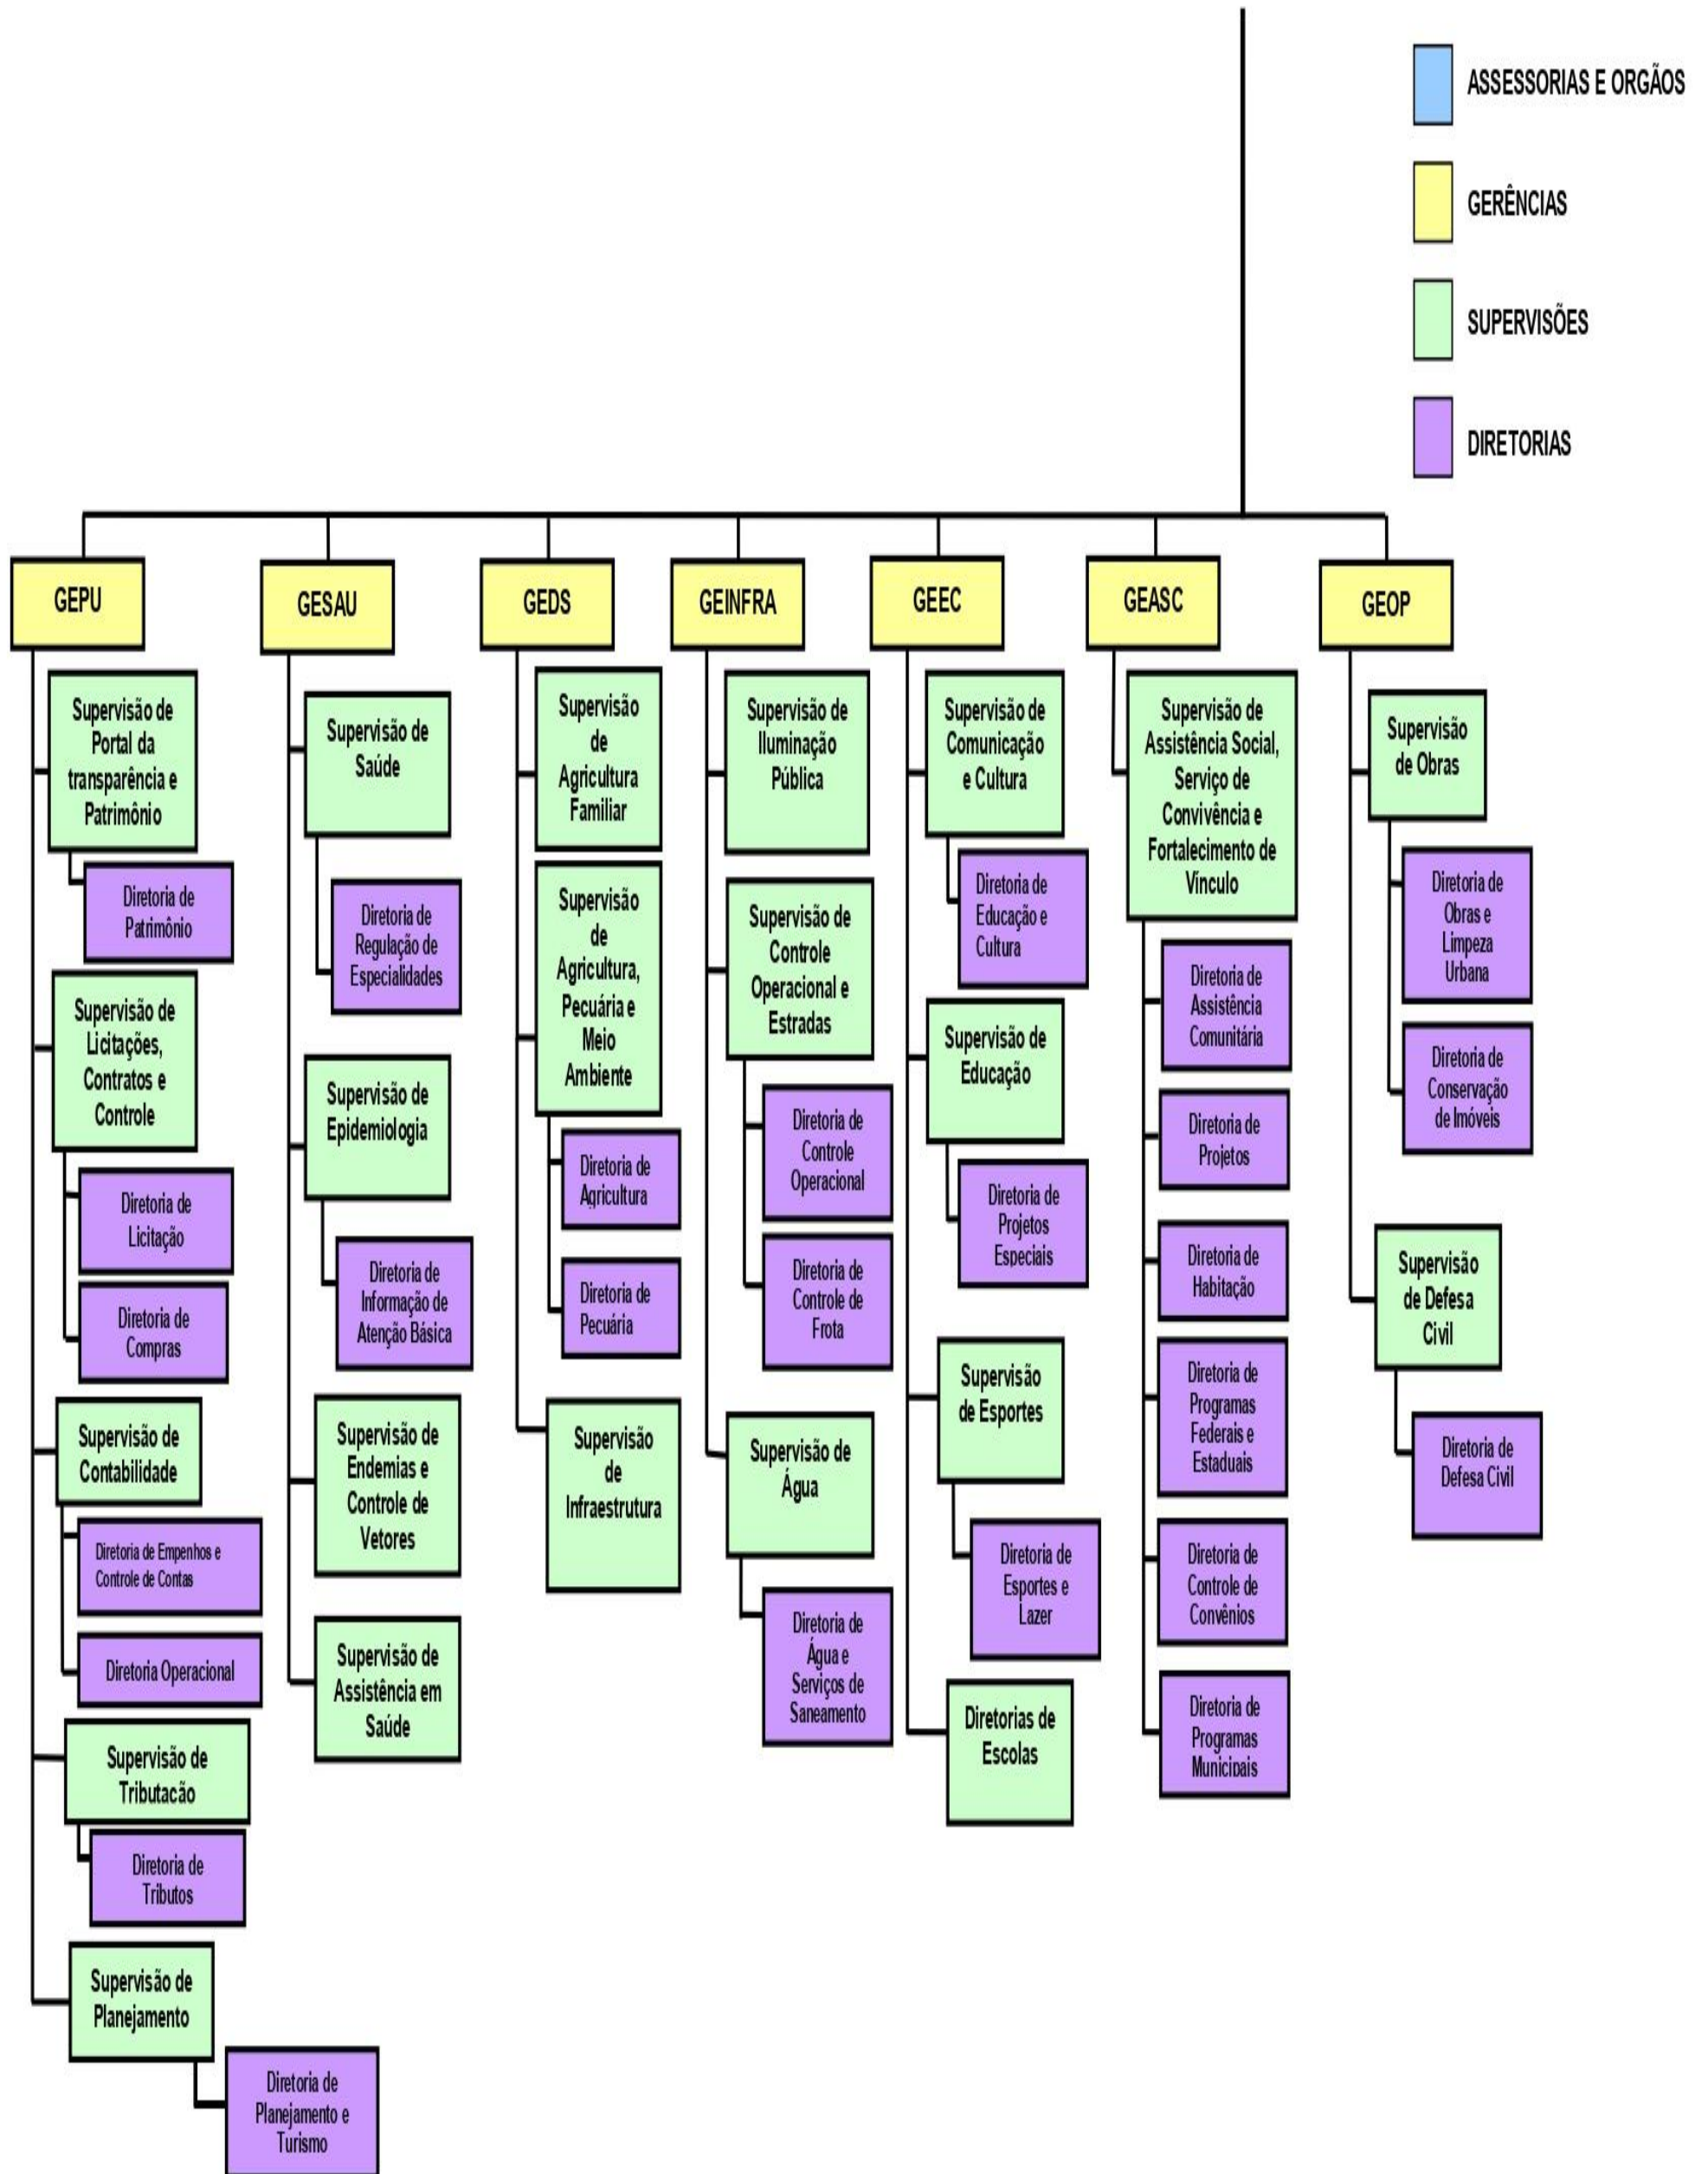 ASSESSORIAS E ORGÃOS
GERÊNCIAS
SUPERVISÕES
DIRETORIAS
GEPU
Supervisão de
Portal da
transparência e
Patrimônio
Diretoria de
Patrimônio
Supervisão de
Licitações,
Contratos e
Controle
Diretoria de
Licitação
Diretoria de
Compras
Supervisão de
Contabilidade
Diretoria de Empenhos e
Controle de Contas
Diretoria Operacional
Supervisão de
Tributacão
Diretoria de
Tributos
Supervisão de
Planejamento
Diretoria de
Planejamento e
Turismo
GESAU
Supervisão de
Saúde
Diretoria de
Regulação de
Especialidades
Supervisão de
Epidemiologia
Diretoria de
Informação de
Atenção Básica
Supervisão de
Endemias e
Controle de
Vetores
Supervisão de
Assistência em
Saúde
GEDS
Supervisão
de
Agricultura
Familiar
Supervisão
de
Agricultura,
Pecuária e
Meio
Ambiente
Diretoria de
Agricultura
Diretoria de
Pecuária
Supervisão
de
Infraestrutura
GEINFRA
Supervisão de
Iluminação
Pública
Supervisão de
Controle
Operacional e
Estradas
Diretoria de
Controle
Operacional
Diretoria de
Controle de
Frota
Supervisão de
Água
Diretoria de
Água e
Serviços de
Saneamento
GEEC
Supervisão de
Comunicação
e Cultura
Diretoria de
Educação e
Cultura
Supervisão de
Educação
Diretoria de
Projetos
Especiais
Supervisão
de Esportes
Diretoria de
Esportes e
Lazer
Diretorias de
Escolas
GEASC
Supervisão de
Assistência Social,
Serviço de
Convivência e
Fortalecimento de
Vínculo
Diretoria de
Assistência
Comunitária
Diretoria de
Projetos
Diretoria de
Habitação
Diretoria de
Programas
Federais e
Estaduais
Diretoria de
Controle de
Convênios
Diretoria de
Programas
Municipais
GEOP
Supervisão
de Obras
Diretoria de
Obras e
Limpeza
Urbana
Diretoria de
Conservação
de Imóveis
Supervisão
de Defesa
Civil
Diretoria de
Defesa Civil